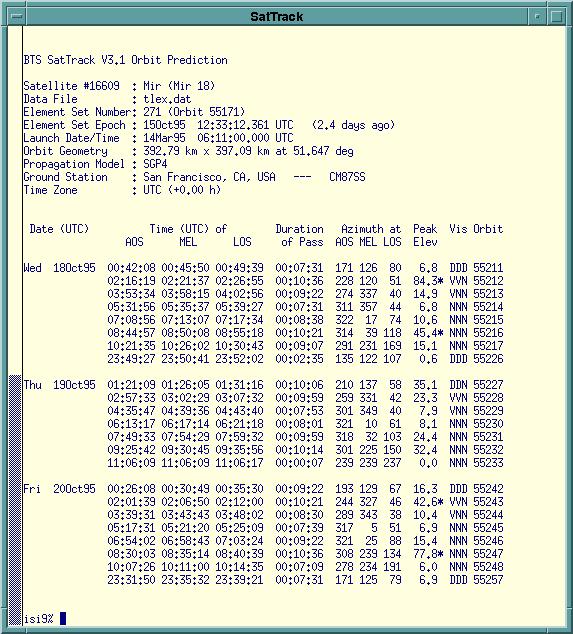 SatTrack
BTS SatTrack V3.1 Orbit Prediction
Satellite #16609  : Mir (Mir 18)
Data File         : tlex.dat
Element Set Number: 271 (Orbit 55171)
Element Set Epoch : 15Oct95  12:33:12.361 UTC   (2.4 days ago)
Launch Date/Time  : 14Mar95  06:11:00.000 UTC
Orbit Geometry    : 392.79 km x 397.09 km at 51.647 deg
Propagation Model : SGP4
Ground Station    : San Francisco, CA, USA   ---   CM87SS
Time Zone         : UTC (+0.00 h)
Date (UTC)         Time (UTC) of        Duration   Azimuth at  Peak  Vis Orbit
AOS      MEL      LOS     of Pass  AOS MEL LOS  Elev
Wed  18Oct95  00:42:08 00:45:50 00:49:39  00:07:31  171 126  80   6.8  DDD 55211
02:16:19 02:21:37 02:26:55  00:10:36  228 120  51  84.3* VVN 55212
03:53:34 03:58:15 04:02:56  00:09:22  274 337  40  14.9  NNN 55213
05:31:56 05:35:37 05:39:27  00:07:31  311 357  44   6.8  NNN 55214
07:08:56 07:13:07 07:17:34  00:08:38  322  17  74  10.6  NNN 55215
08:44:57 08:50:08 08:55:18  00:10:21  314  39 118  45.4* NNN 55216
10:21:35 10:26:02 10:30:43  00:09:07  291 231 169  15.1  NNN 55217
23:49:27 23:50:41 23:52:02  00:02:35  135 122 107   0.6  DDD 55226
Thu  19Oct95  01:21:09 01:26:05 01:31:16  00:10:06  210 137  58  35.1  DDN 55227
02:57:33 03:02:29 03:07:32  00:09:59  259 331  42  23.3  VVN 55228
04:35:47 04:39:36 04:43:40  00:07:53  301 349  40   7.9  VNN 55229
06:13:17 06:17:14 06:21:18  00:08:01  321  10  61   8.1  NNN 55230
07:49:33 07:54:29 07:59:32  00:09:59  318  32 103  24.4  NNN 55231
09:25:42 09:30:45 09:35:56  00:10:14  301 225 150  32.4  NNN 55232
11:06:09 11:06:09 11:06:17  00:00:07  239 239 237   0.0  NNN 55233
Fri  20Oct95  00:26:08 00:30:49 00:35:30  00:09:22  193 129  67  16.3  DDD 55242
02:01:39 02:06:50 02:12:00  00:10:21  244 327  46  42.6* VVN 55243
03:39:31 03:43:43 03:48:02  00:08:30  289 343  38  10.4  VNN 55244
05:17:31 05:21:20 05:25:09  00:07:39  317   5  51   6.9  NNN 55245
06:54:02 06:58:43 07:03:24  00:09:22  321  25  88  15.4  NNN 55246
08:30:03 08:35:14 08:40:39  00:10:36  308 239 134  77.8* NNN 55247
10:07:26 10:11:00 10:14:35  00:07:09  278 234 191   6.0  NNN 55248
23:31:50 23:35:32 23:39:21  00:07:31  171 125  79   6.9  DDD 55257
isi9%